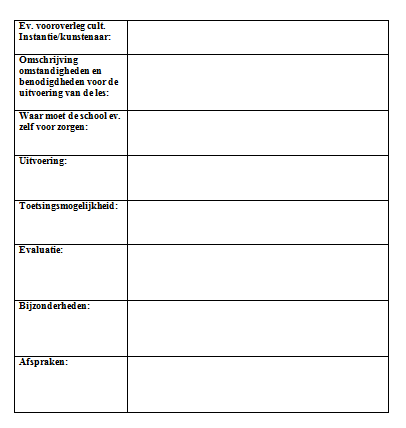 Ev. vooroverleg cult.
Instantie/kunstenaar:
Omschrijving
omstandigheden en
benodigdheden voor de
uitvoering van de les:
Waar moet de school ev.
zelf voor zorgen:
Uitvoering:
Toetsingsmogelijkheid:
Evaluatie:
Bijzonderheden:
Afspraken: